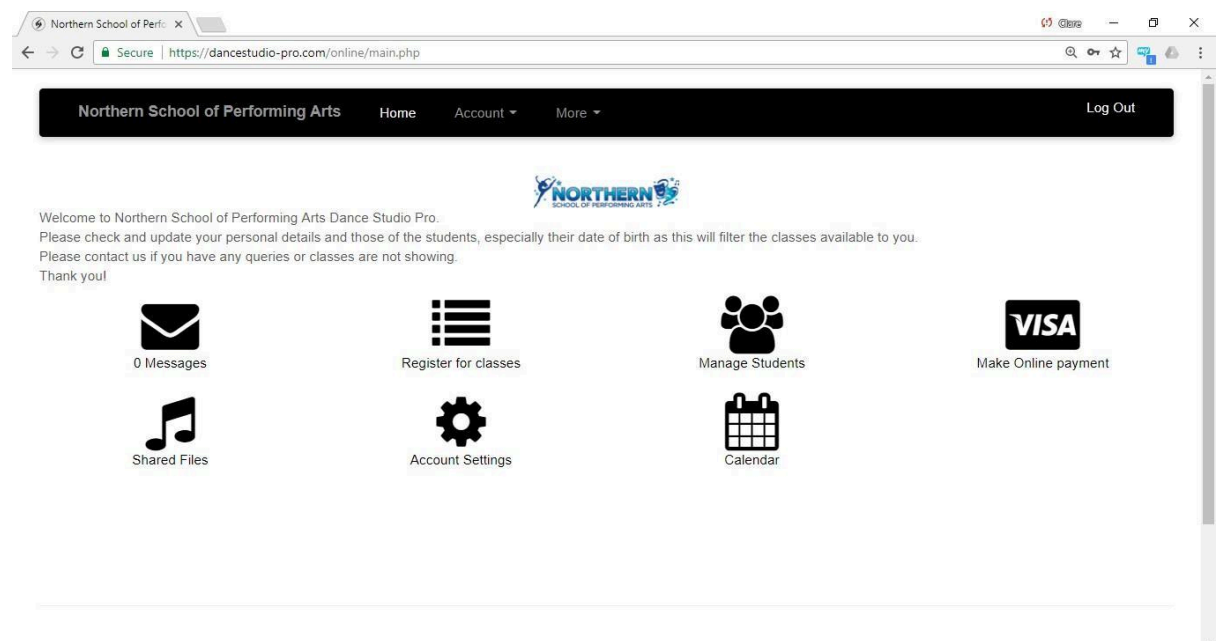 Northern School of Perfo
Clare
Secure | https://dancestudio-pro.com/online/main.php
Northern School of Performing Arts Home Account More Log Out
NORTHERN
SCHOOL OF PERFORMING ARTS
Welcome to Northern School of Performing Arts Dance Studio Pro.
Please check and update your personal details and those of the students, especially their date of birth as this will filter the classes available to you.
Please contact us if you have any queries or classes are not showing.
Thank you!
VISA
0 Messages Register for classes Manage Students Make Online payment
Shared Files Account Settings Calendar